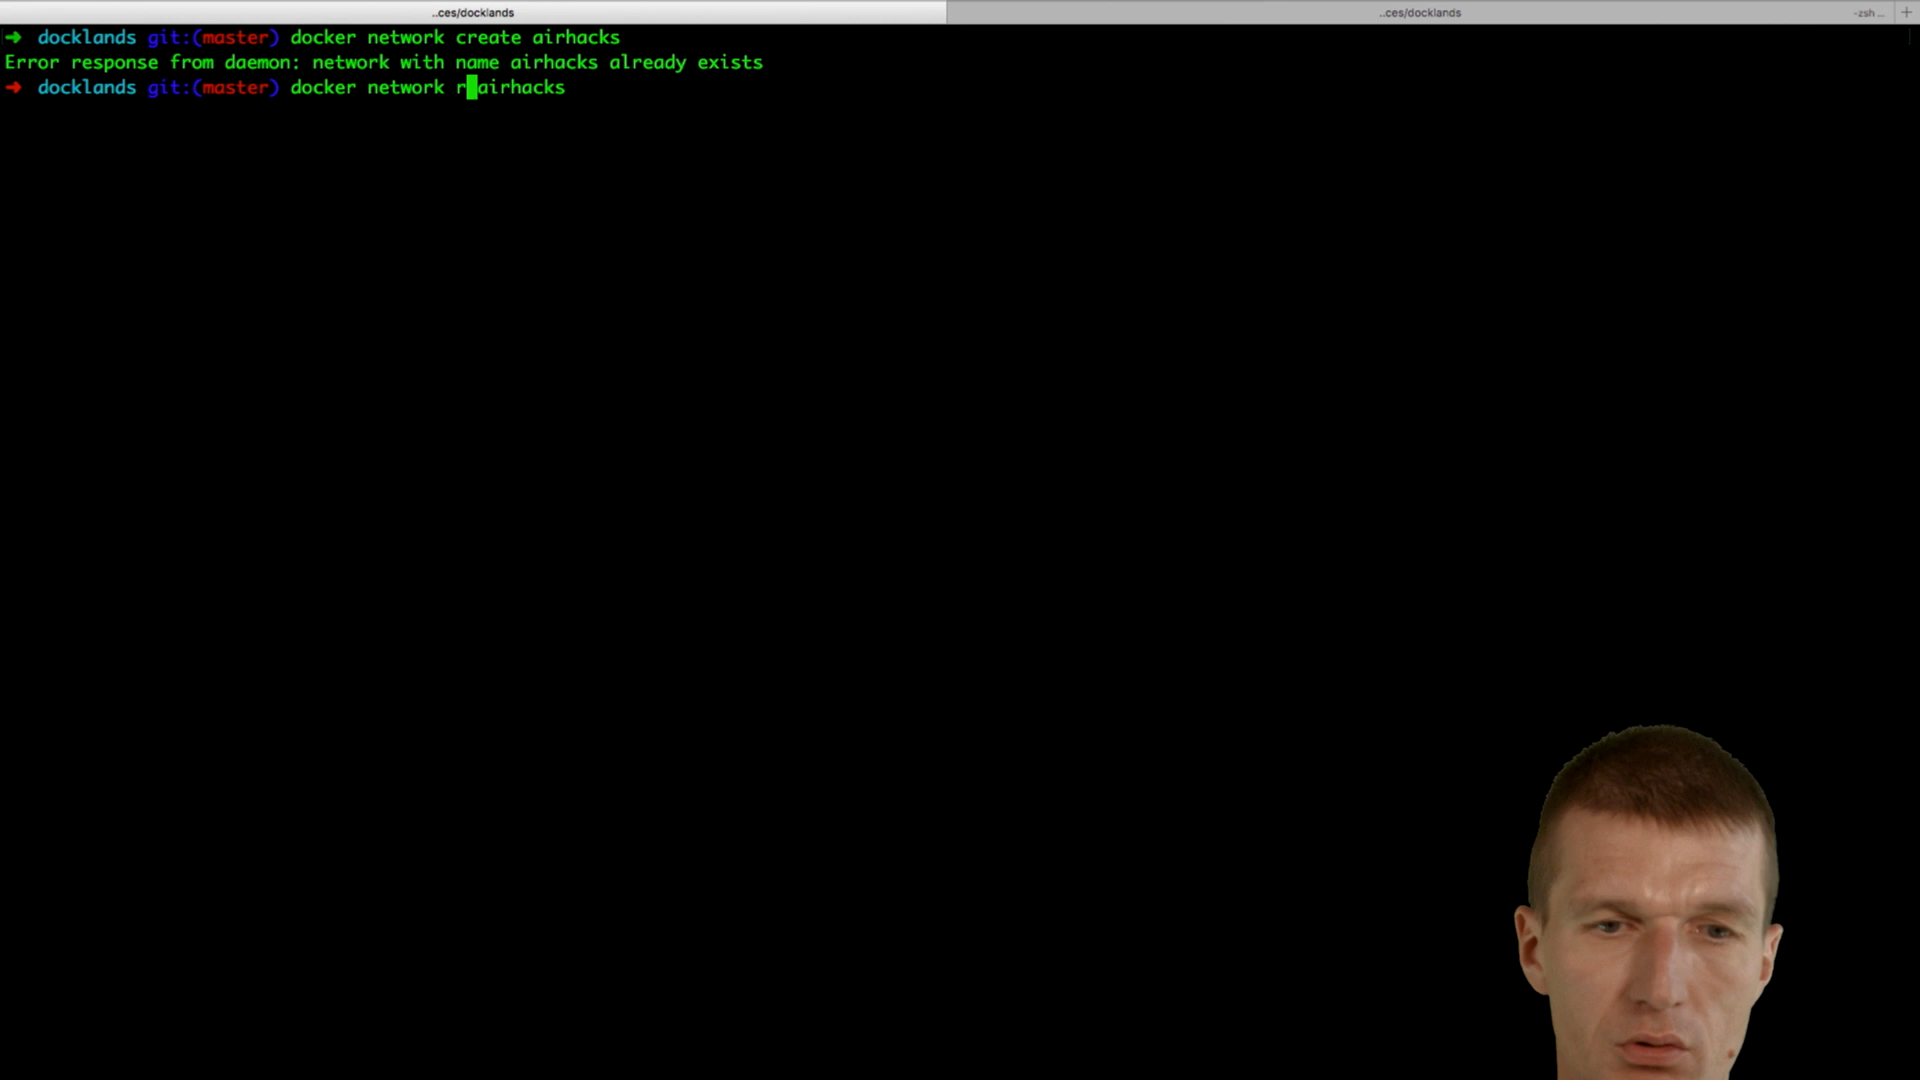 ..ces/docklands ..ces/docklands -zsh ... +
➜ docklands git:(master) docker network create airhacks
Error response from daemon: network with name airhacks already exists
➜ docklands git:(master) docker network r airhacks